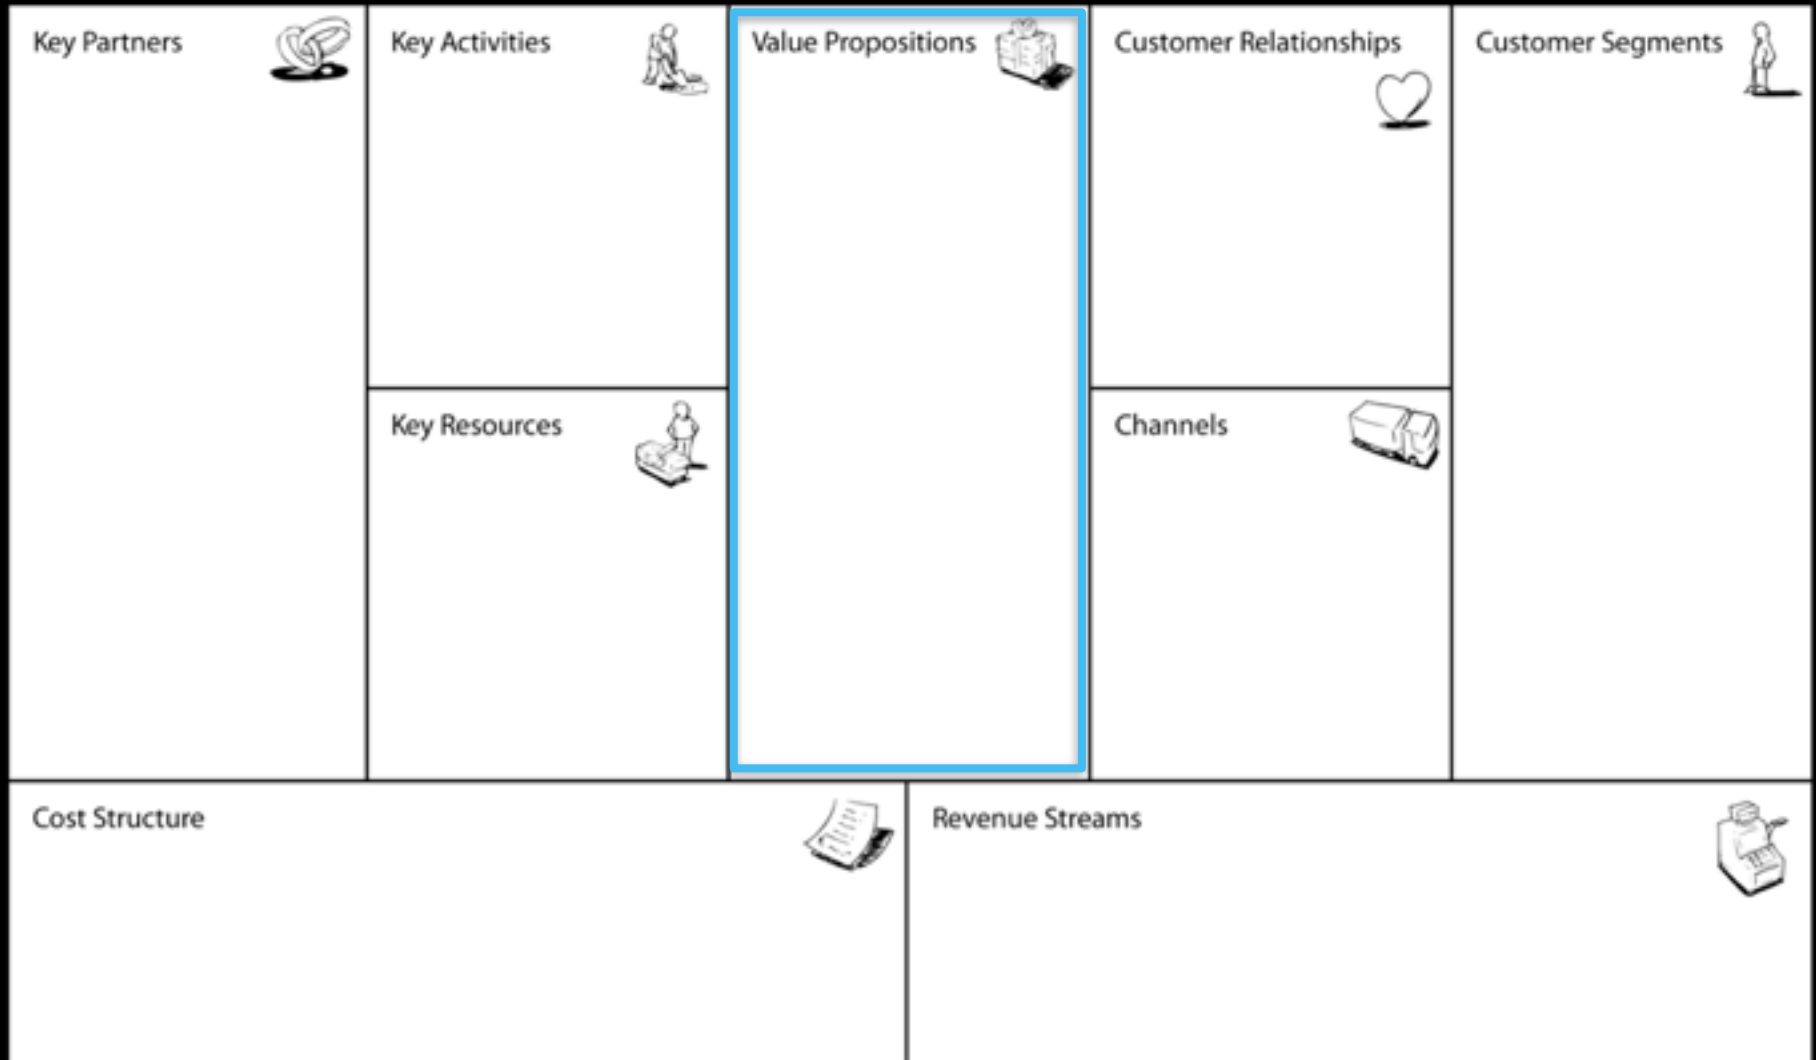 Key Partners
Key Activities
Value Propositions
Customer Relationships
Customer Segments
Key Resources
Channels
Cost Structure
Revenue Streams